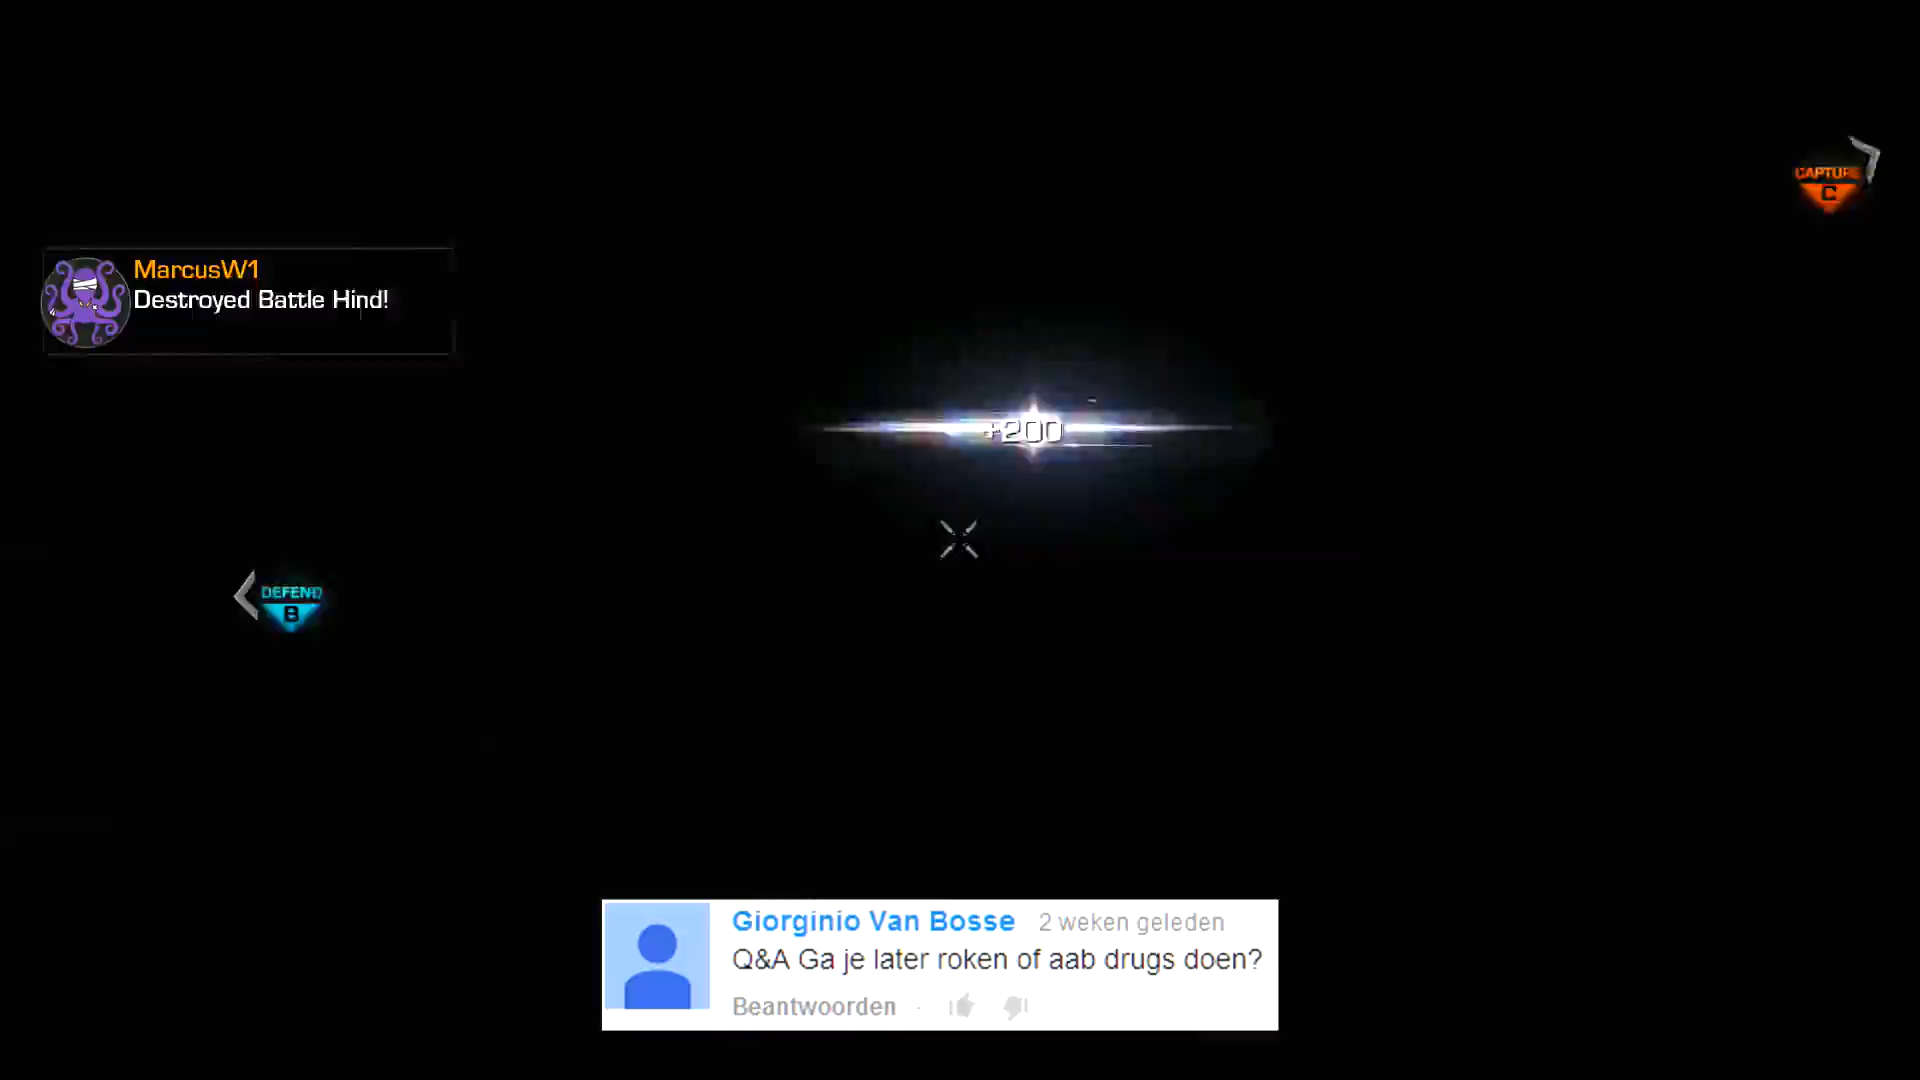 CAPTURE
C
MarcusW1
Destroyed Battle Hind!
+200
DEFEND
B
Giorginio Van Bosse 2 weken geleden
Q&A Ga je later roken of aab drugs doen?
Beantwoorden ·